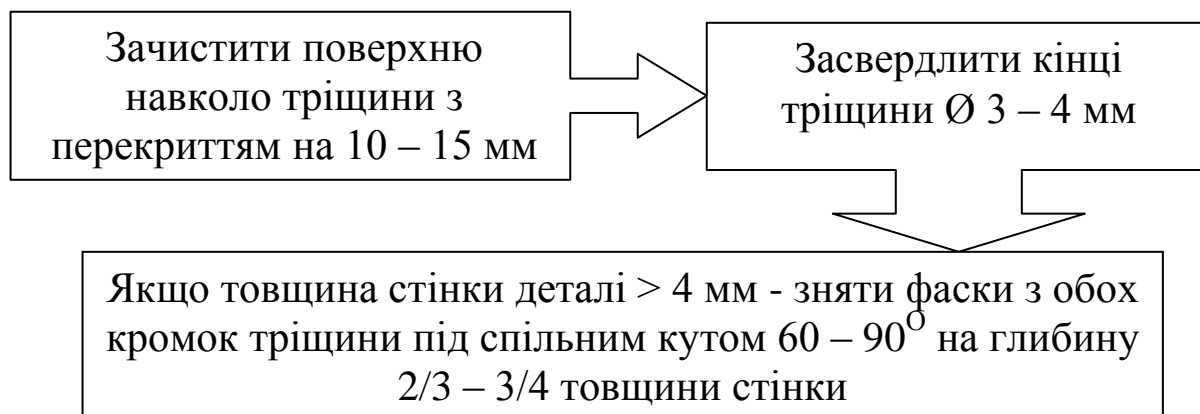 Зачистити поверхню
навколо тріщини з
перекриттям на 10 – 15 мм
Засвердлити кінці
тріщини Ø 3 – 4 мм
Якщо товщина стінки деталі > 4 мм - зняти фаски з обох
кромок тріщини під спільним кутом 60 – 90<sup>О</sup> на глибину
2/3 – 3/4 товщини стінки